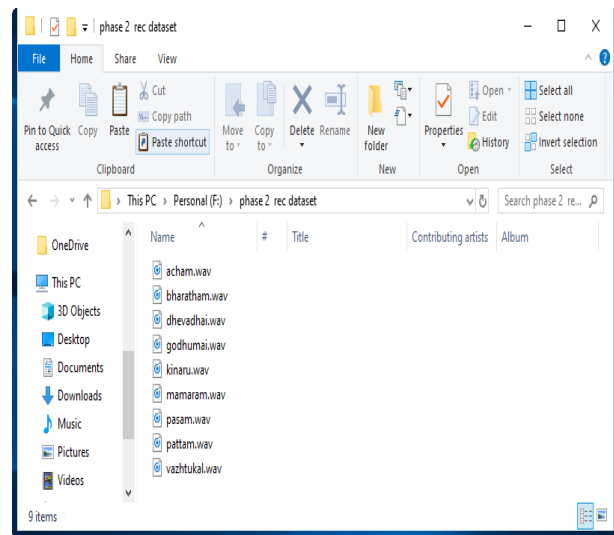 phase 2 rec dataset
File Home Share View
Pin to Quick access
Copy
Paste
Cut
Copy path
Paste shortcut
Move to
Copy to
Delete
Rename
New folder
Properties
Open
Edit
History
Select all
Select none
Invert selection
Clipboard Organize New Open Select
This PC > Personal (F:) > phase 2 rec dataset
Search phase 2 re...
Name # Title Contributing artists Album
OneDrive
This PC
3D Objects
Desktop
Documents
Downloads
Music
Pictures
Videos
acham.wav
bharatham.wav
dhevadhai.wav
godhumai.wav
kinaru.wav
mamaram.wav
pasam.wav
pattam.wav
vazhtukal.wav
9 items